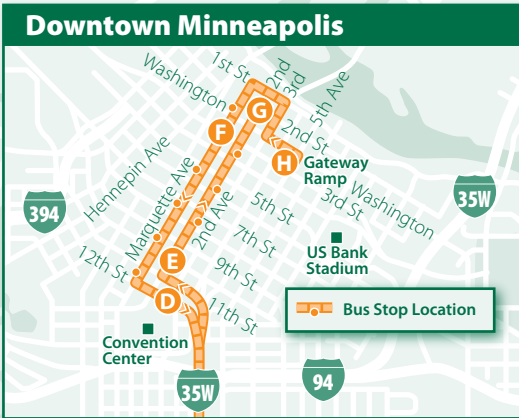 Downtown Minneapolis
1st St
2nd
3rd
5th Ave
Washington
G
F
2nd St
H
Gateway
Ramp
Hennepin Ave
Marquette Ave
Washington
3rd St
35W
394
5th St
2nd Ave
7th St
US Bank
Stadium
12th St
E
9th St
D
11th St
Bus Stop Location
Convention
Center
35W
94